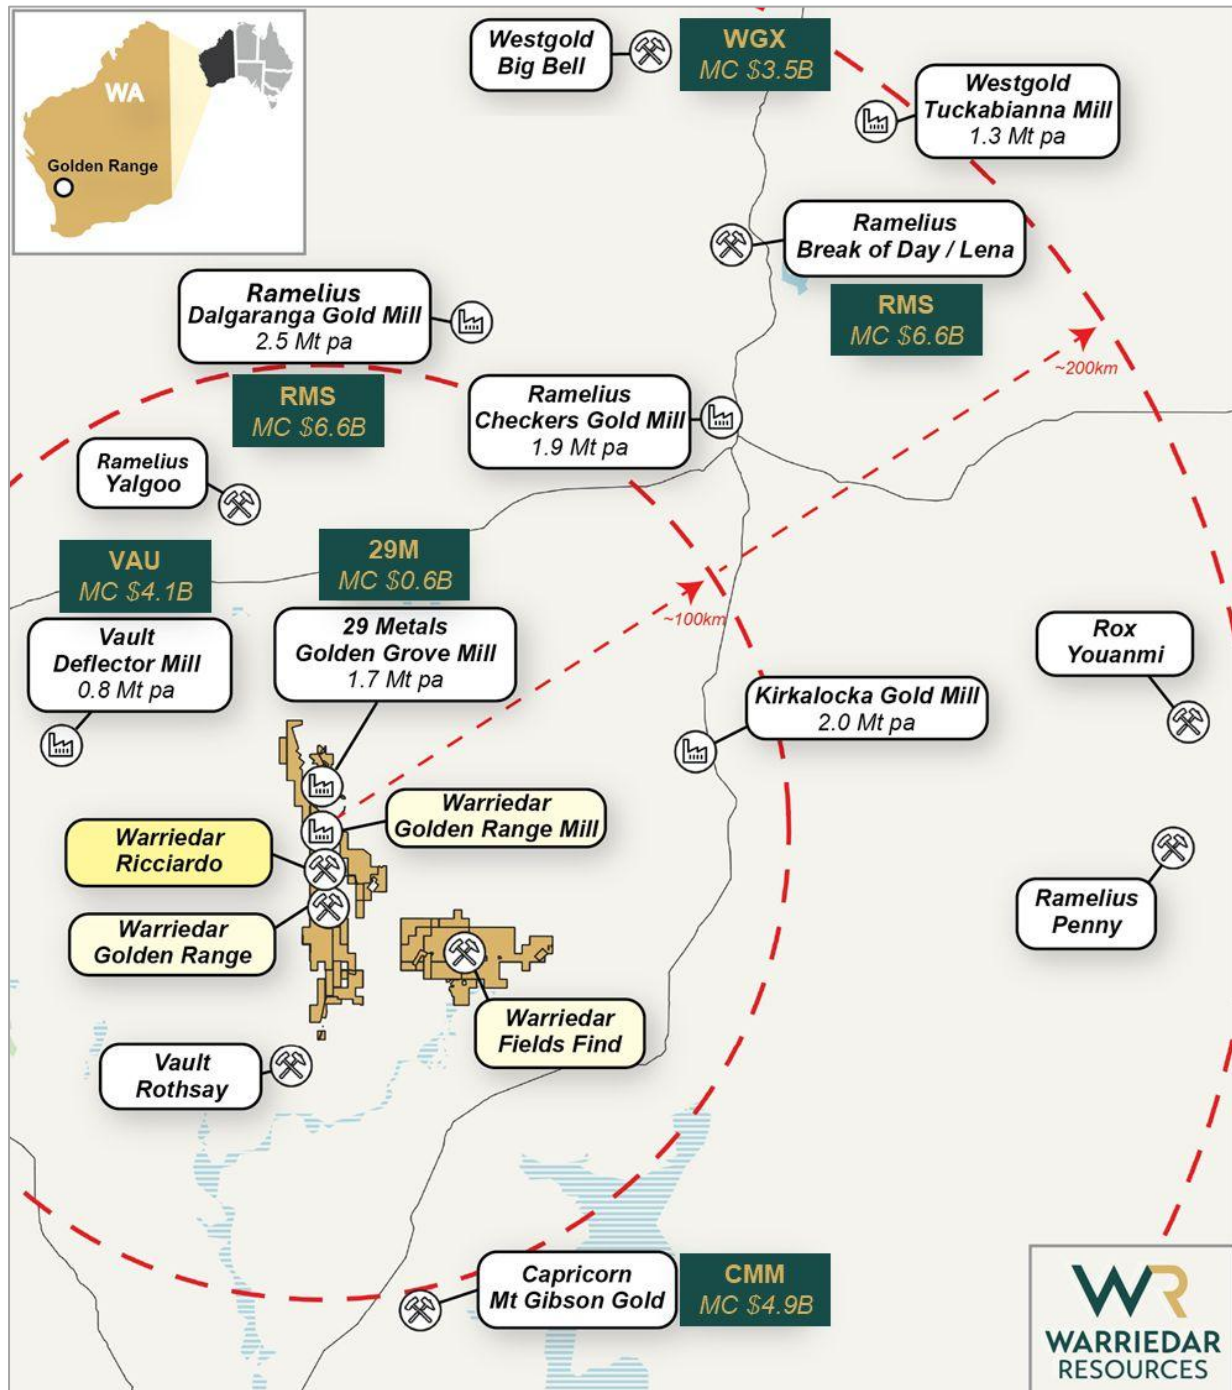 WA
Golden Range
Westgold
Big Bell
WGX
MC $3.5B
Westgold
Tuckabianna Mill
1.3 Mt pa
Ramelius
Break of Day / Lena
RMS
MC $6.6B
Ramelius
Dalgaranga Gold Mill
2.5 Mt pa
RMS
MC $6.6B
~200km
Ramelius
Checkers Gold Mill
1.9 Mt pa
Ramelius
Yalgoo
VAU
MC $4.1B
29M
MC $0.6B
~100km
Vault
Deflector Mill
0.8 Mt pa
29 Metals
Golden Grove Mill
1.7 Mt pa
Rox
Youanmi
Kirkalocka Gold Mill
2.0 Mt pa
Warriedar
Golden Range Mill
Warriedar
Ricciardo
Warriedar
Golden Range
Ramelius
Penny
Warriedar
Fields Find
Vault
Rothsay
Capricorn
Mt Gibson Gold
CMM
MC $4.9B
WR
WARRIEDAR
RESOURCES